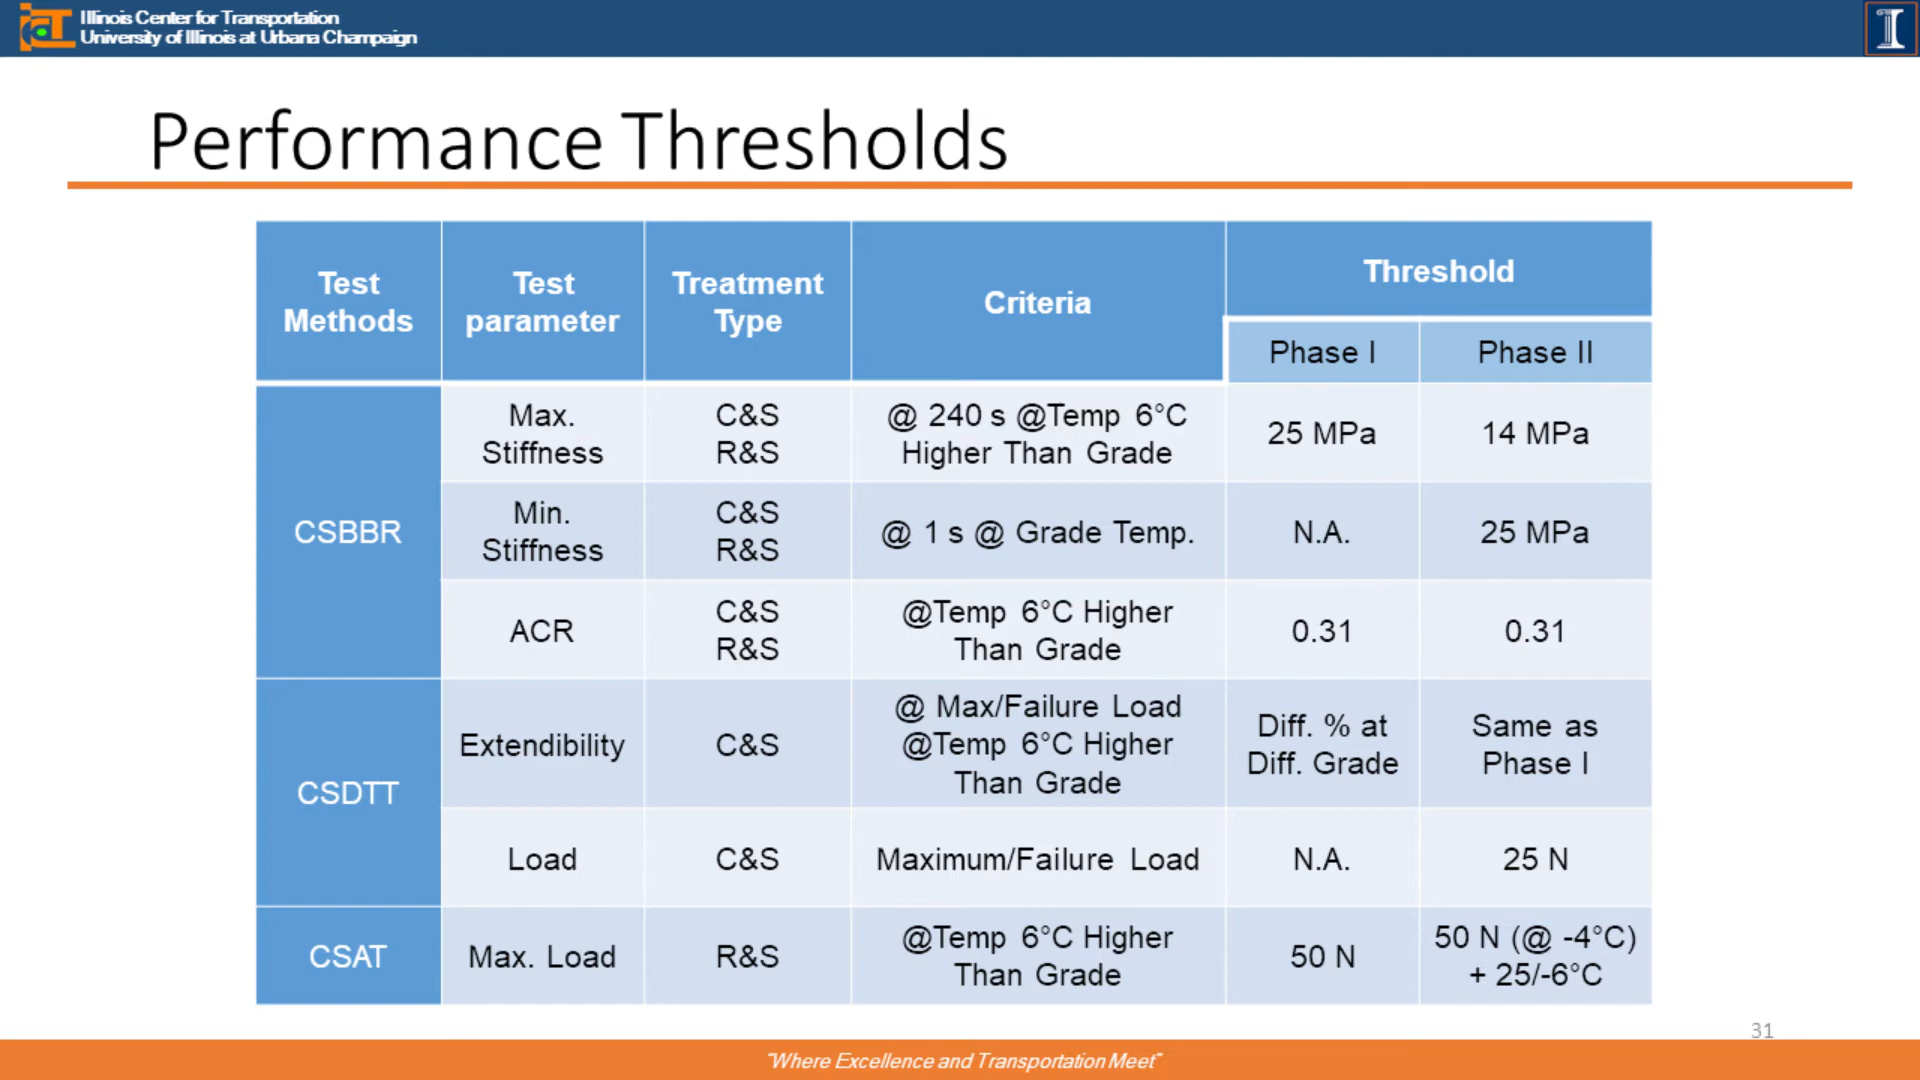 Illinois Center for Transportation
University of Illinois at Urbana Champaign
Performance Thresholds
Test Methods
Test parameter
Treatment Type
Criteria
Threshold
Phase I
Phase II
CSBBR
Max. Stiffness
C&S
R&S
@ 240 s @Temp 6°C
Higher Than Grade
25 MPa
14 MPa
Min. Stiffness
C&S
R&S
@ 1 s @ Grade Temp.
N.A.
25 MPa
ACR
C&S
R&S
@Temp 6°C Higher
Than Grade
0.31
0.31
CSDTT
Extendibility
C&S
@ Max/Failure Load
@Temp 6°C Higher
Than Grade
Diff. % at
Diff. Grade
Same as
Phase I
Load
C&S
Maximum/Failure Load
N.A.
25 N
CSAT
Max. Load
R&S
@Temp 6°C Higher
Than Grade
50 N
50 N (@ -4°C)
+ 25/-6°C
31
"Where Excellence and Transportation Meet"